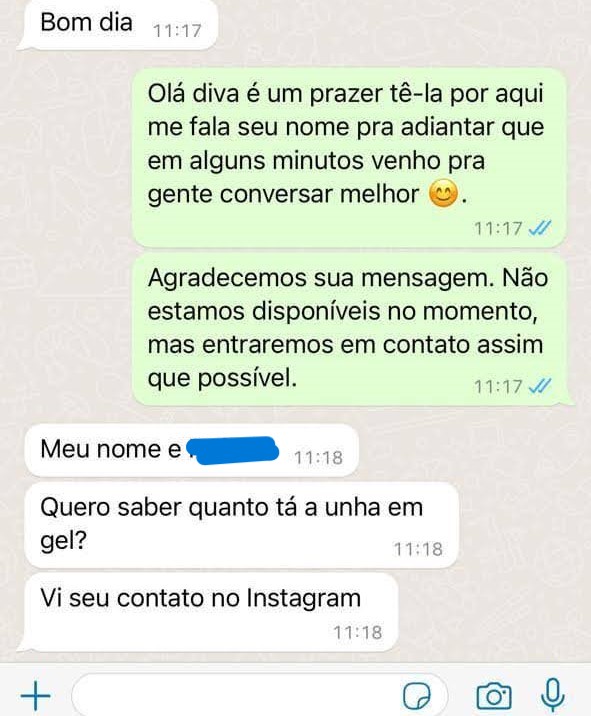 Bom dia 11:17
Olá diva é um prazer tê-la por aqui
me fala seu nome pra adiantar que
em alguns minutos venho pra
gente conversar melhor 😊.
11:17
Agradecemos sua mensagem. Não
estamos disponíveis no momento,
mas entraremos em contato assim
que possível. 11:17
Meu nome e 11:18
Quero saber quanto tá a unha em
gel? 11:18
Vi seu contato no Instagram
11:18